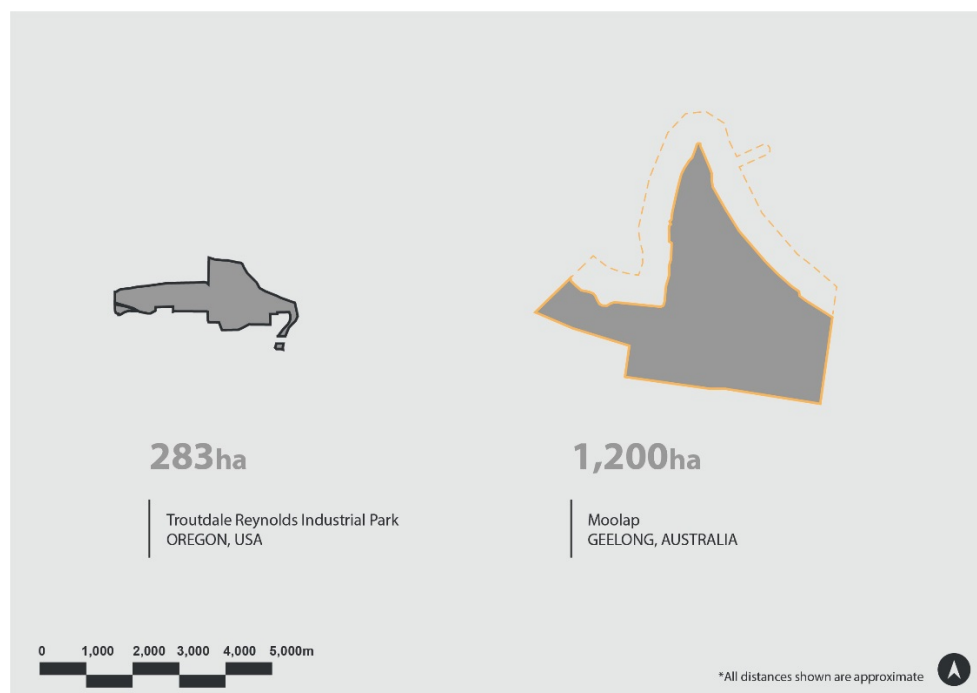 283ha
Troutdale Reynolds Industrial Park
OREGON, USA
1,200ha
Moolap
GEELONG, AUSTRALIA
0 1,000 2,000 3,000 4,000 5,000m
*All distances shown are approximate